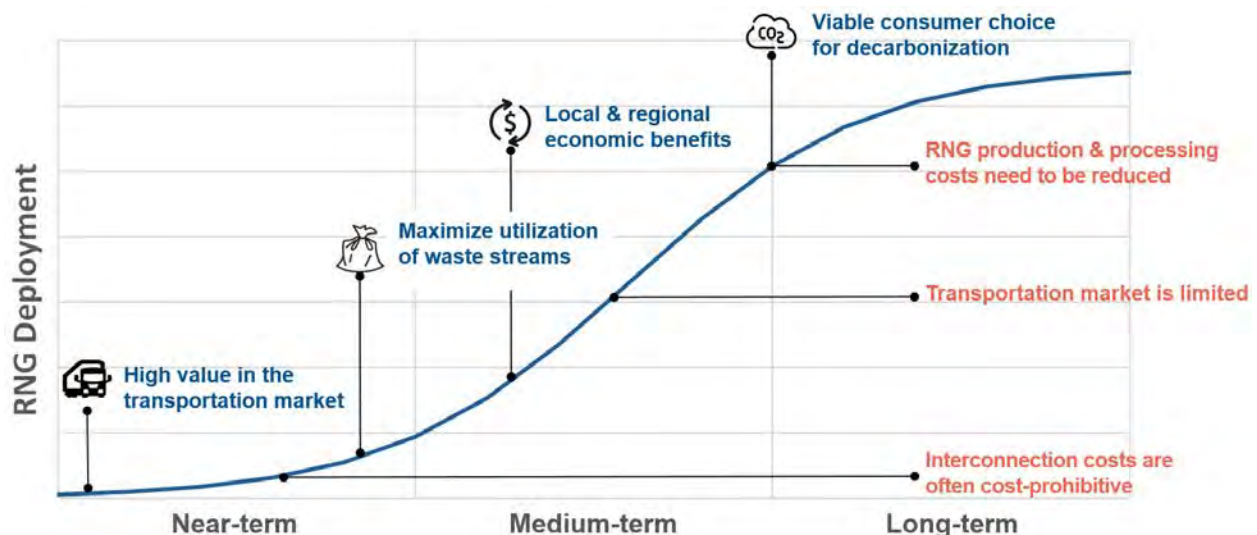 CO₂
Viable consumer choice
for decarbonization
$
Local & regional
economic benefits
RNG production & processing
costs need to be reduced
Maximize utilization
of waste streams
Transportation market is limited
RNG Deployment
High value in the
transportation market
Interconnection costs are
often cost-prohibitive
Near-term
Medium-term
Long-term